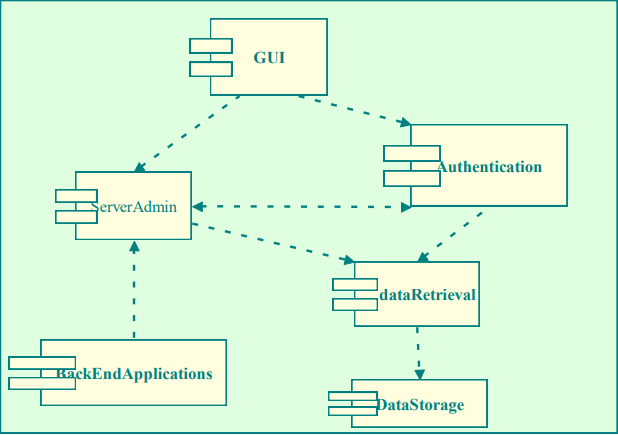 GUI
Authentication
ServerAdmin
dataRetrieval
BackEndApplications
DataStorage